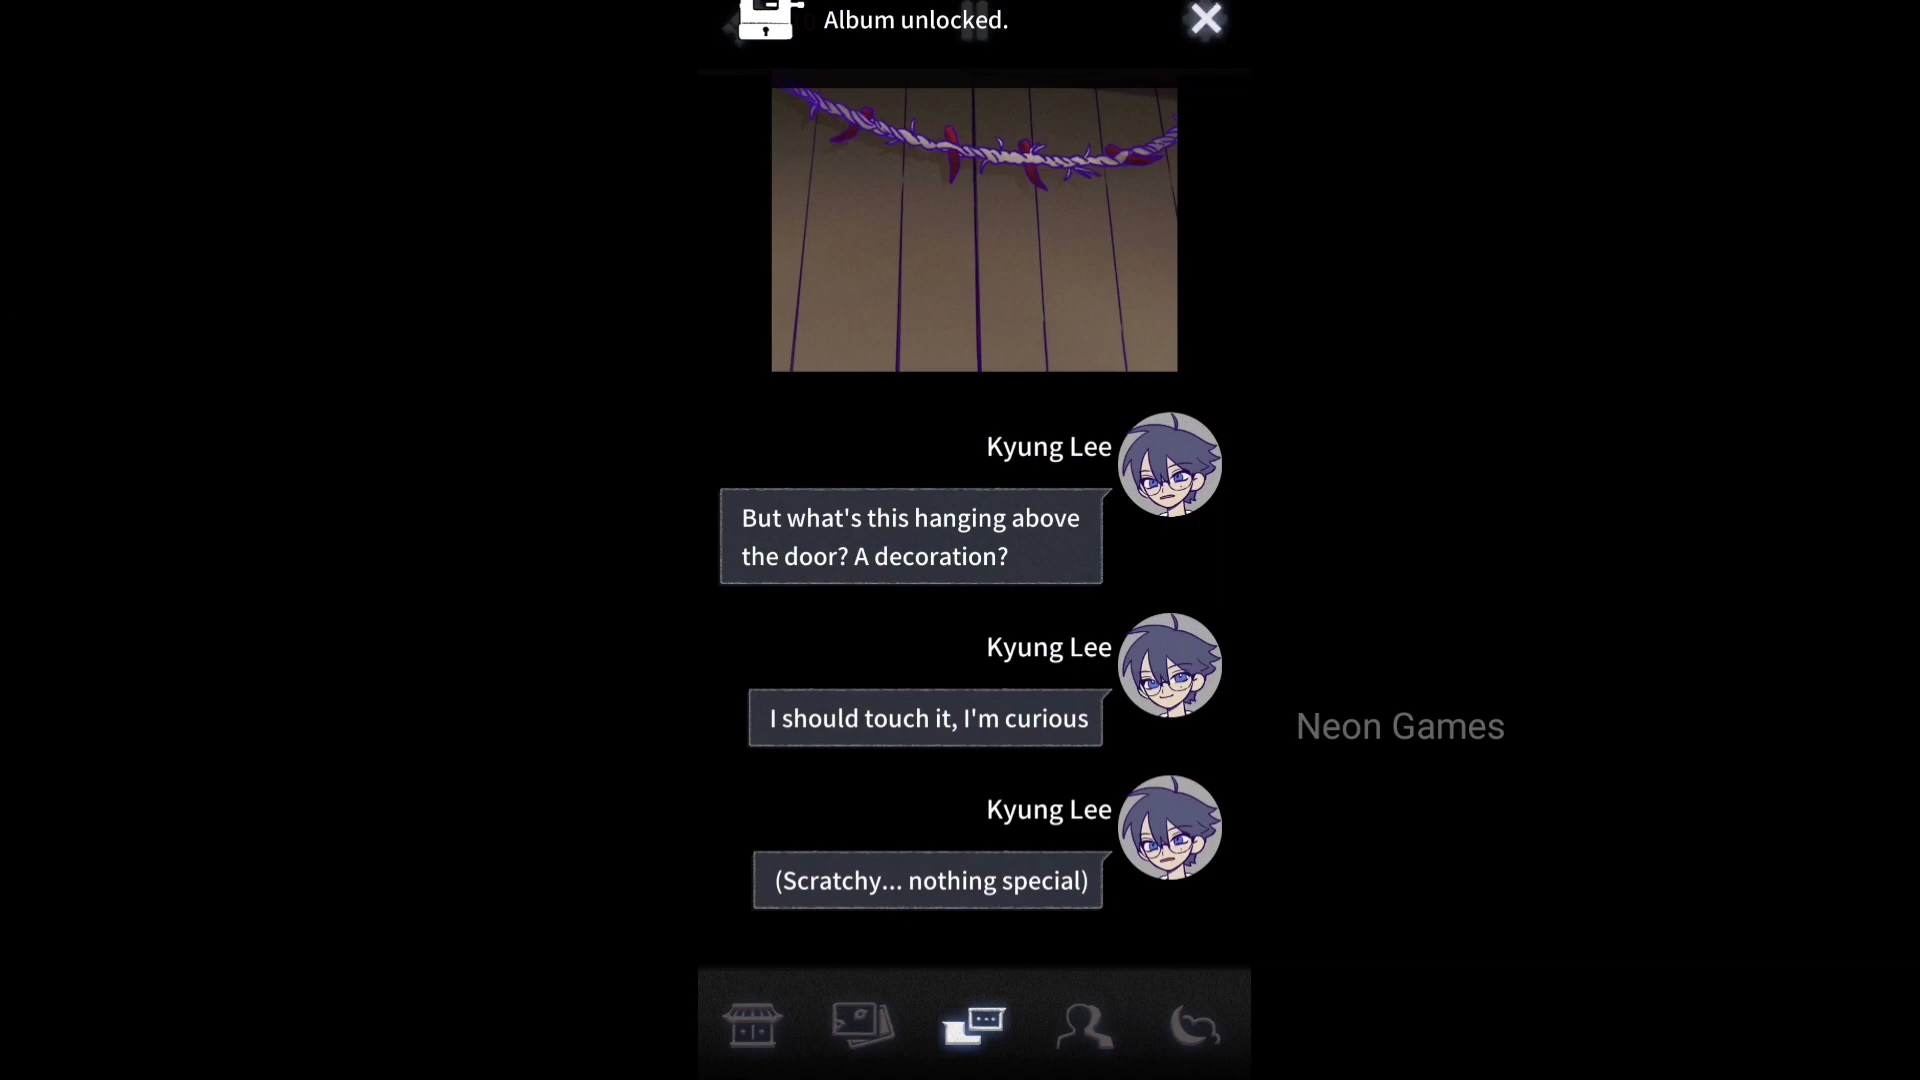 Album unlocked.
Kyung Lee
But what's this hanging above
the door? A decoration?
Kyung Lee
I should touch it, I'm curious
Kyung Lee
(Scratchy... nothing special)
Neon Games